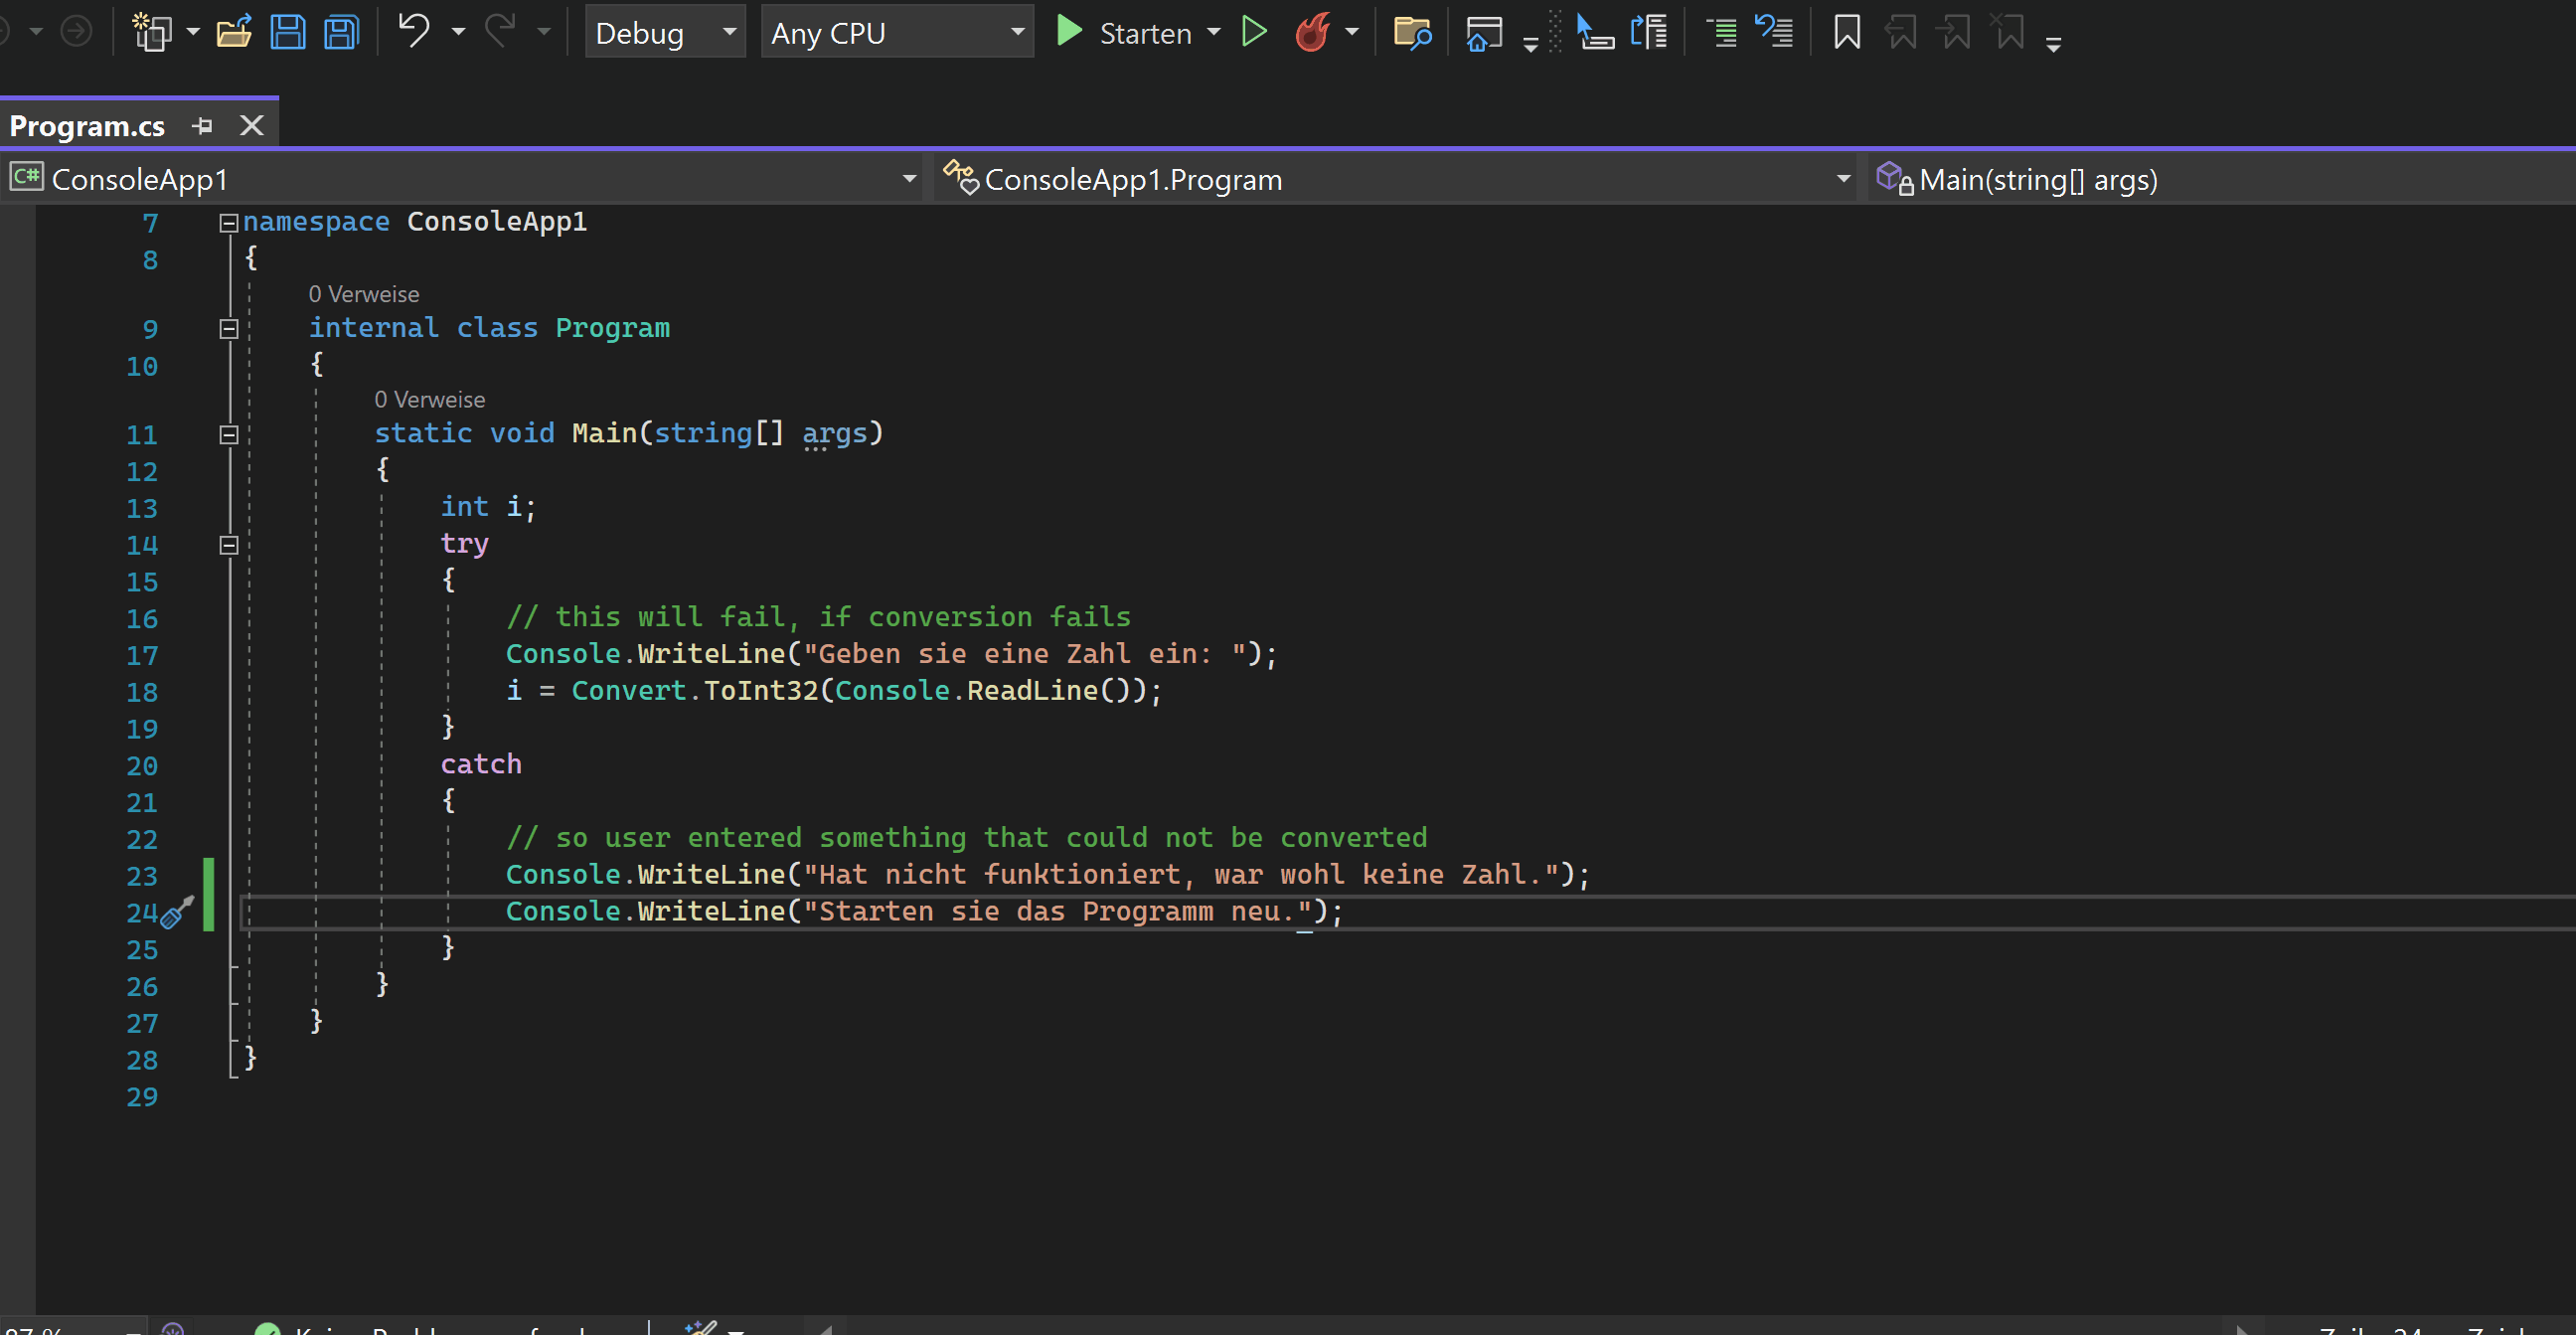 Debug Any CPU Starten
Program.cs
C# ConsoleApp1 ConsoleApp1.Program Main(string[] args)
7 namespace ConsoleApp1
8 {
0 Verweise
9 internal class Program
10 {
0 Verweise
11 static void Main(string[] args)
12 {
13 int i;
14 try
15 {
16 // this will fail, if conversion fails
17 Console.WriteLine("Geben sie eine Zahl ein: ");
18 i = Convert.ToInt32(Console.ReadLine());
19 }
20 catch
21 {
22 // so user entered something that could not be converted
23 Console.WriteLine("Hat nicht funktioniert, war wohl keine Zahl.");
24 Console.WriteLine("Starten sie das Programm neu.");
25 }
26 }
27 }
28 }
29